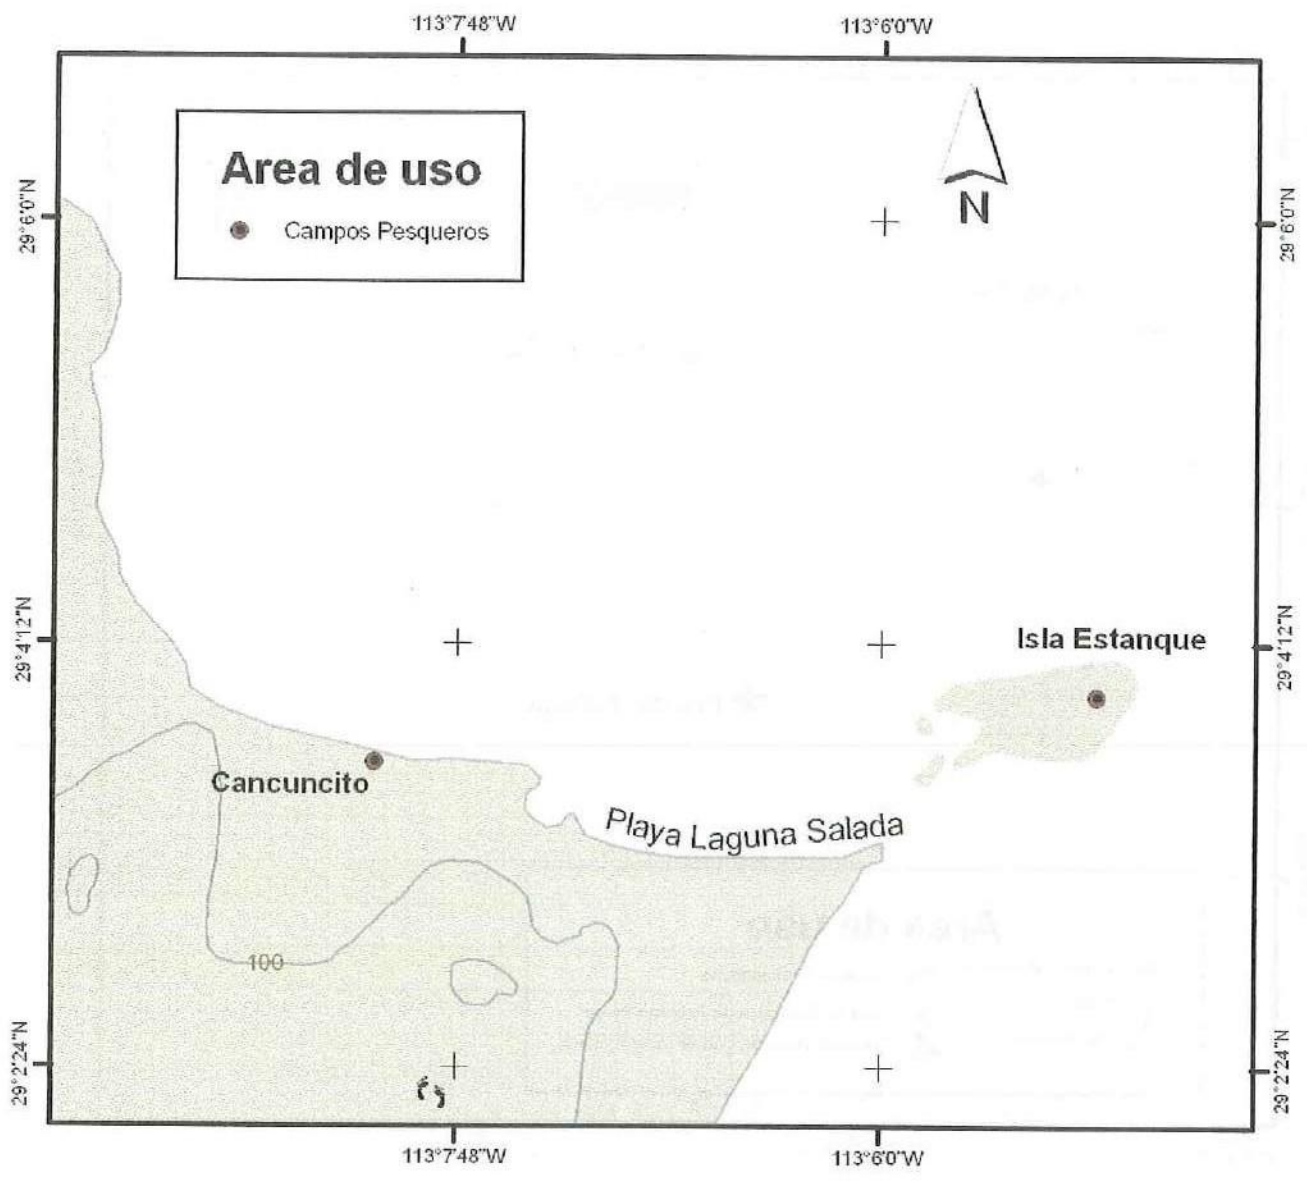 113°7'48"W
113°6'0"W
Area de uso
Campos Pesqueros
N
29°6'0"N
29°6'0"N
29°4'12"N
29°4'12"N
Isla Estanque
Cancuncito
Playa Laguna Salada
100
29°2'24"N
29°2'24"N
113°7'48"W
113°6'0"W